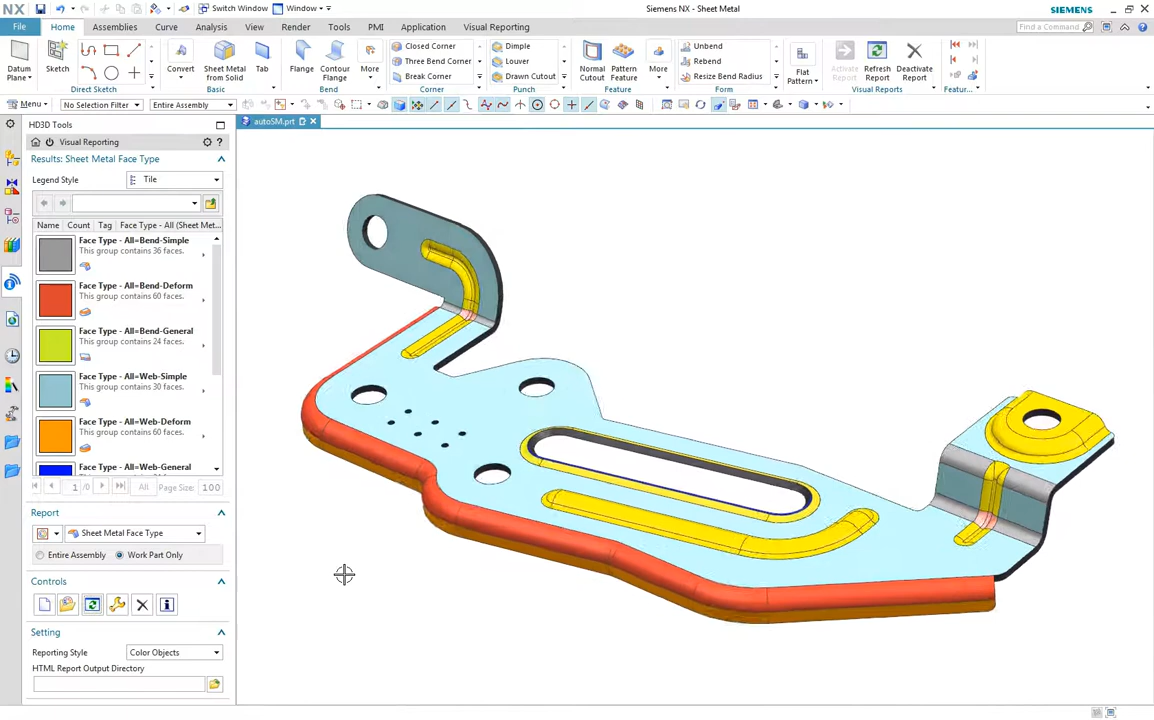 NX
Switch Window
Window
Siemens NX - Sheet Metal
SIEMENS
File
Home
Assemblies
Curve
Analysis
View
Render
Tools
PMI
Application
Visual Reporting
Find a Command
Datum Plane
Sketch
Direct Sketch
Convert
Sheet Metal from Solid
Tab
Basic
Flange
Contour Flange
More
Bend
Closed Corner
Three Bend Corner
Break Corner
Corner
Dimple
Louver
Drawn Cutout
Punch
Normal Cutout
Pattern Feature
More
Feature
Unbend
Rebend
Resize Bend Radius
Form
Flat Pattern
Activate Report
Refresh Report
Deactivate Report
Visual Reports
Featur...
Menu
No Selection Filter
Entire Assembly
HD3D Tools
autoSM.prt
Visual Reporting
Results: Sheet Metal Face Type
Legend Style
Tile
Name
Count
Tag
Face Type - All (Sheet Met...
Face Type - All=Bend-Simple
This group contains 36 faces.
Face Type - All=Bend-Deform
This group contains 60 faces.
Face Type - All=Bend-General
This group contains 24 faces.
Face Type - All=Web-Simple
This group contains 30 faces.
Face Type - All=Web-Deform
This group contains 60 faces.
Face Type - All=Web-General
1 /0
All
Page Size:
100
Report
Sheet Metal Face Type
Entire Assembly
Work Part Only
Controls
Setting
Reporting Style
Color Objects
HTML Report Output Directory